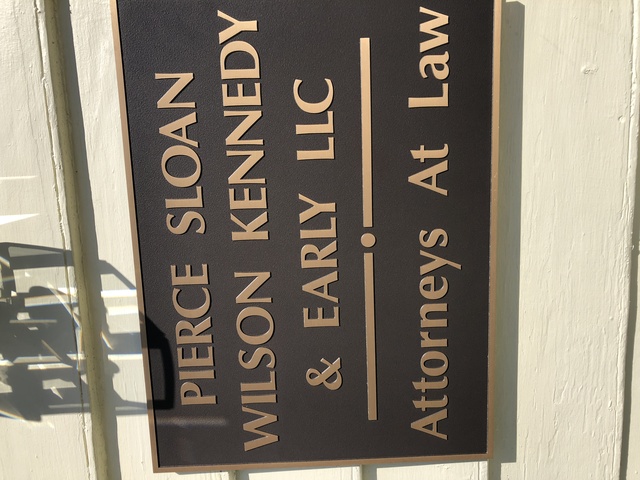 PIERCE SLOAN
WILSON KENNEDY
& EARLY LLC
Attorneys At Law